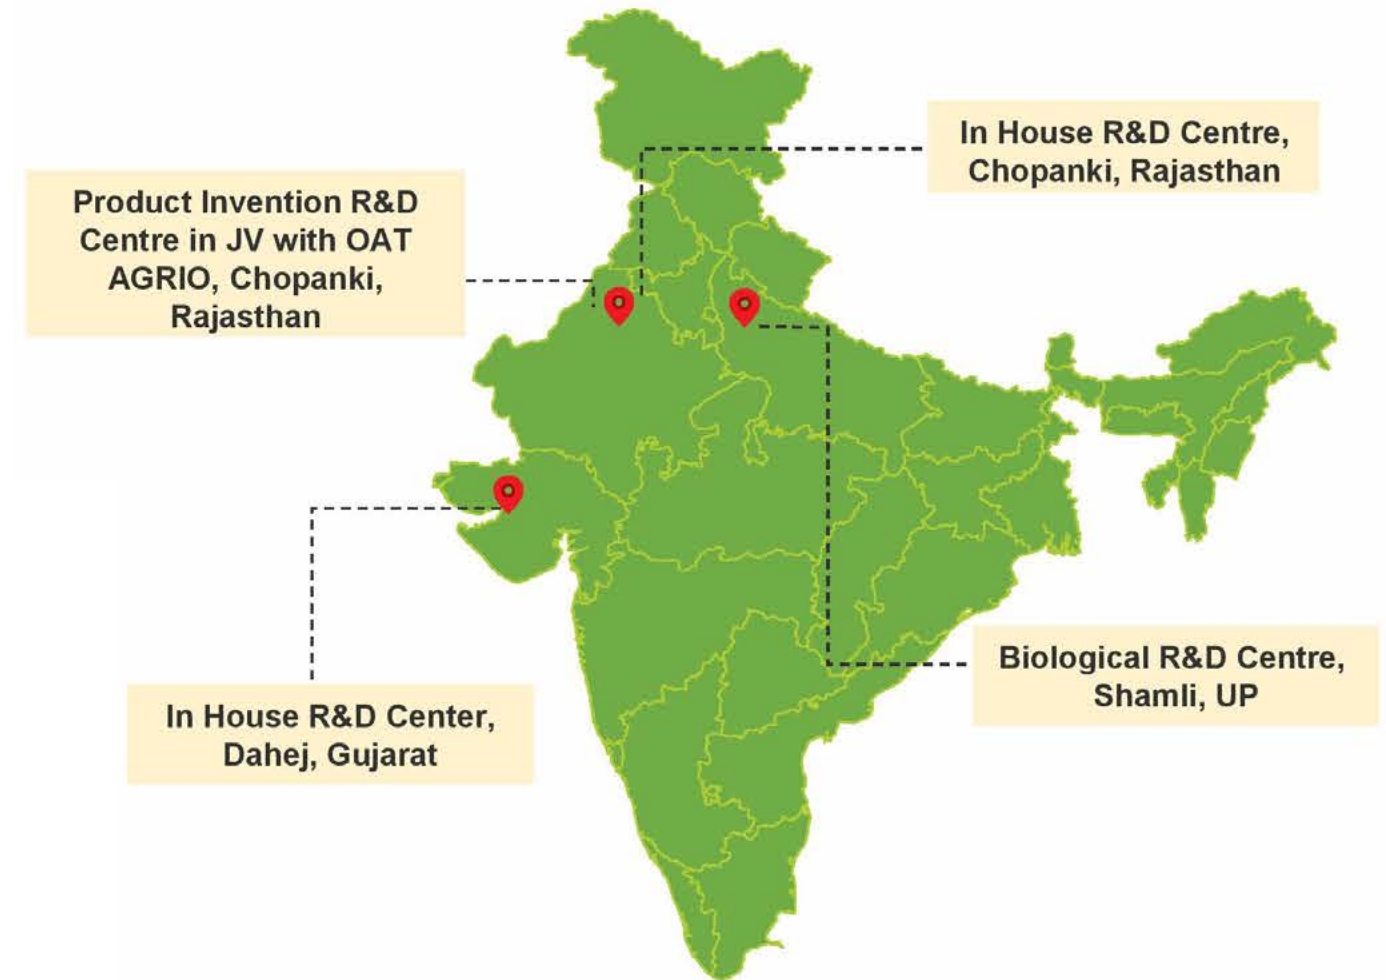 In House R&D Centre,
Chopanki, Rajasthan
Product Invention R&D
Centre in JV with OAT
AGRIO, Chopanki,
Rajasthan
Biological R&D Centre,
Shamli, UP
In House R&D Center,
Dahej, Gujarat